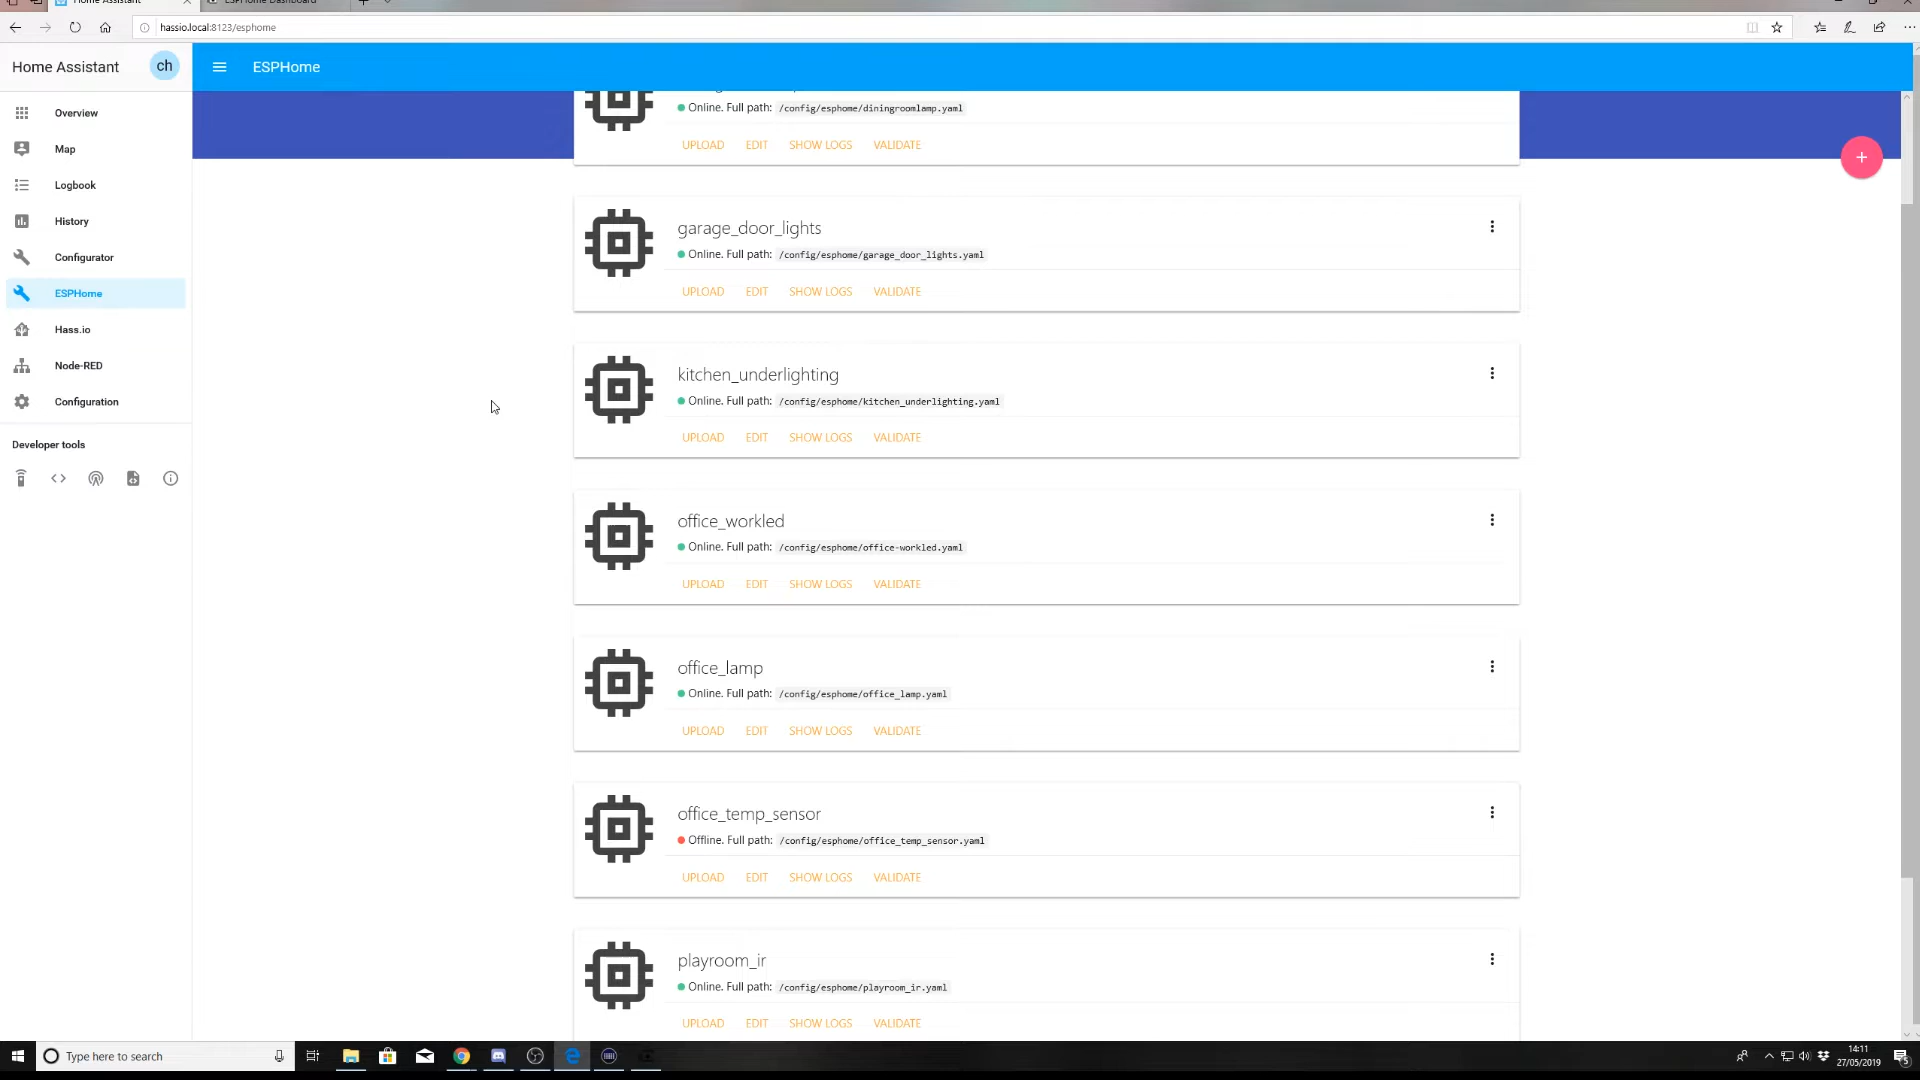 Home Assistant
ESPHome Dashboard
hassio.local:8123/esphome
Home Assistant
ch
ESPHome
Overview
Map
Logbook
History
Configurator
ESPHome
Hass.io
Node-RED
Configuration
Developer tools
Online. Full path: /config/esphome/diningroomlamp.yaml
UPLOAD EDIT SHOW LOGS VALIDATE
garage_door_lights
Online. Full path: /config/esphome/garage_door_lights.yaml
UPLOAD EDIT SHOW LOGS VALIDATE
kitchen_underlighting
Online. Full path: /config/esphome/kitchen_underlighting.yaml
UPLOAD EDIT SHOW LOGS VALIDATE
office_workled
Online. Full path: /config/esphome/office-workled.yaml
UPLOAD EDIT SHOW LOGS VALIDATE
office_lamp
Online. Full path: /config/esphome/office_lamp.yaml
UPLOAD EDIT SHOW LOGS VALIDATE
office_temp_sensor
Offline. Full path: /config/esphome/office_temp_sensor.yaml
UPLOAD EDIT SHOW LOGS VALIDATE
playroom_ir
Online. Full path: /config/esphome/playroom_ir.yaml
UPLOAD EDIT SHOW LOGS VALIDATE
Type here to search
14:11
27/05/2019
5